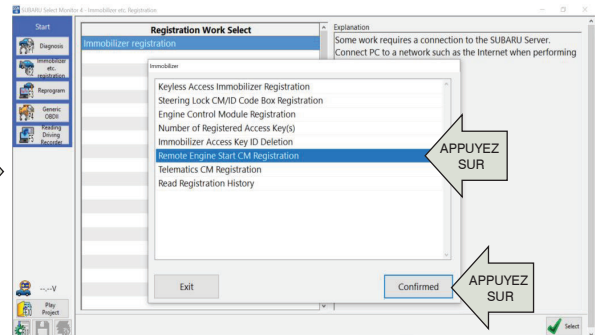 SUBARU Select Monitor 4 - Immobilizer etc. Registration
Start
Diagnosis
Immobilizer
etc.
registration
Reprogram
Generic
OBDII
Reading
Driving
Recorder
--.--V
Play
Project
Registration Work Select
Immobilizer registration
Explanation
Some work requires a connection to the SUBARU Server.
Connect PC to a network such as the Internet when performing
Immobilizer
Keyless Access Immobilizer Registration
Steering Lock CM/ID Code Box Registration
Engine Control Module Registration
Number of Registered Access Key(s)
Immobilizer Access Key ID Deletion
Remote Engine Start CM Registration
Telematics CM Registration
Read Registration History
Exit
Confirmed
APPUYEZ
SUR
APPUYEZ
SUR
Select